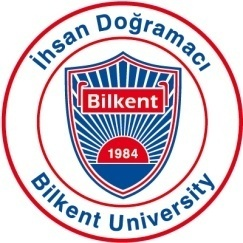 İhsan Doğramacı
Bilkent
1984
Bilkent University